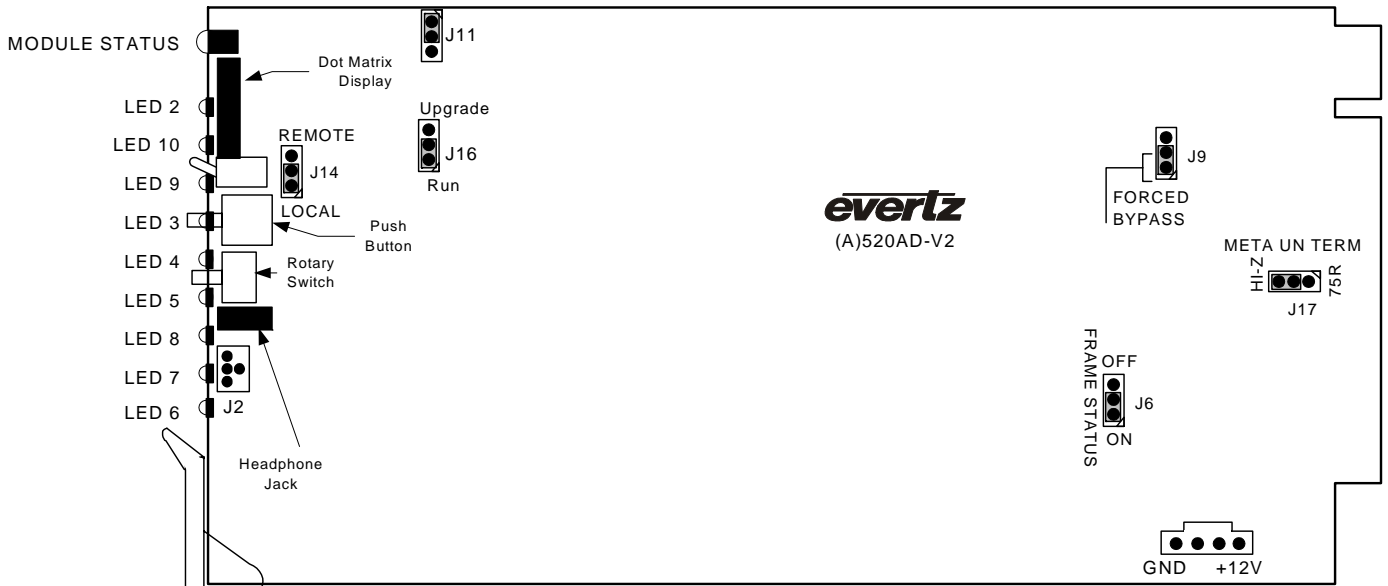 MODULE STATUS
Dot Matrix
Display
J11
LED 2
LED 10
LED 9
LED 3
LED 4
LED 5
LED 8
LED 7
LED 6
REMOTE
J14
LOCAL
Upgrade
J16
Run
Push
Button
Rotary
Switch
J2
Headphone
Jack
evertz
(A)520AD-V2
J9
FORCED
BYPASS
META UN TERM
HI-Z
75R
J17
FRAME STATUS
OFF
J6
ON
GND +12V